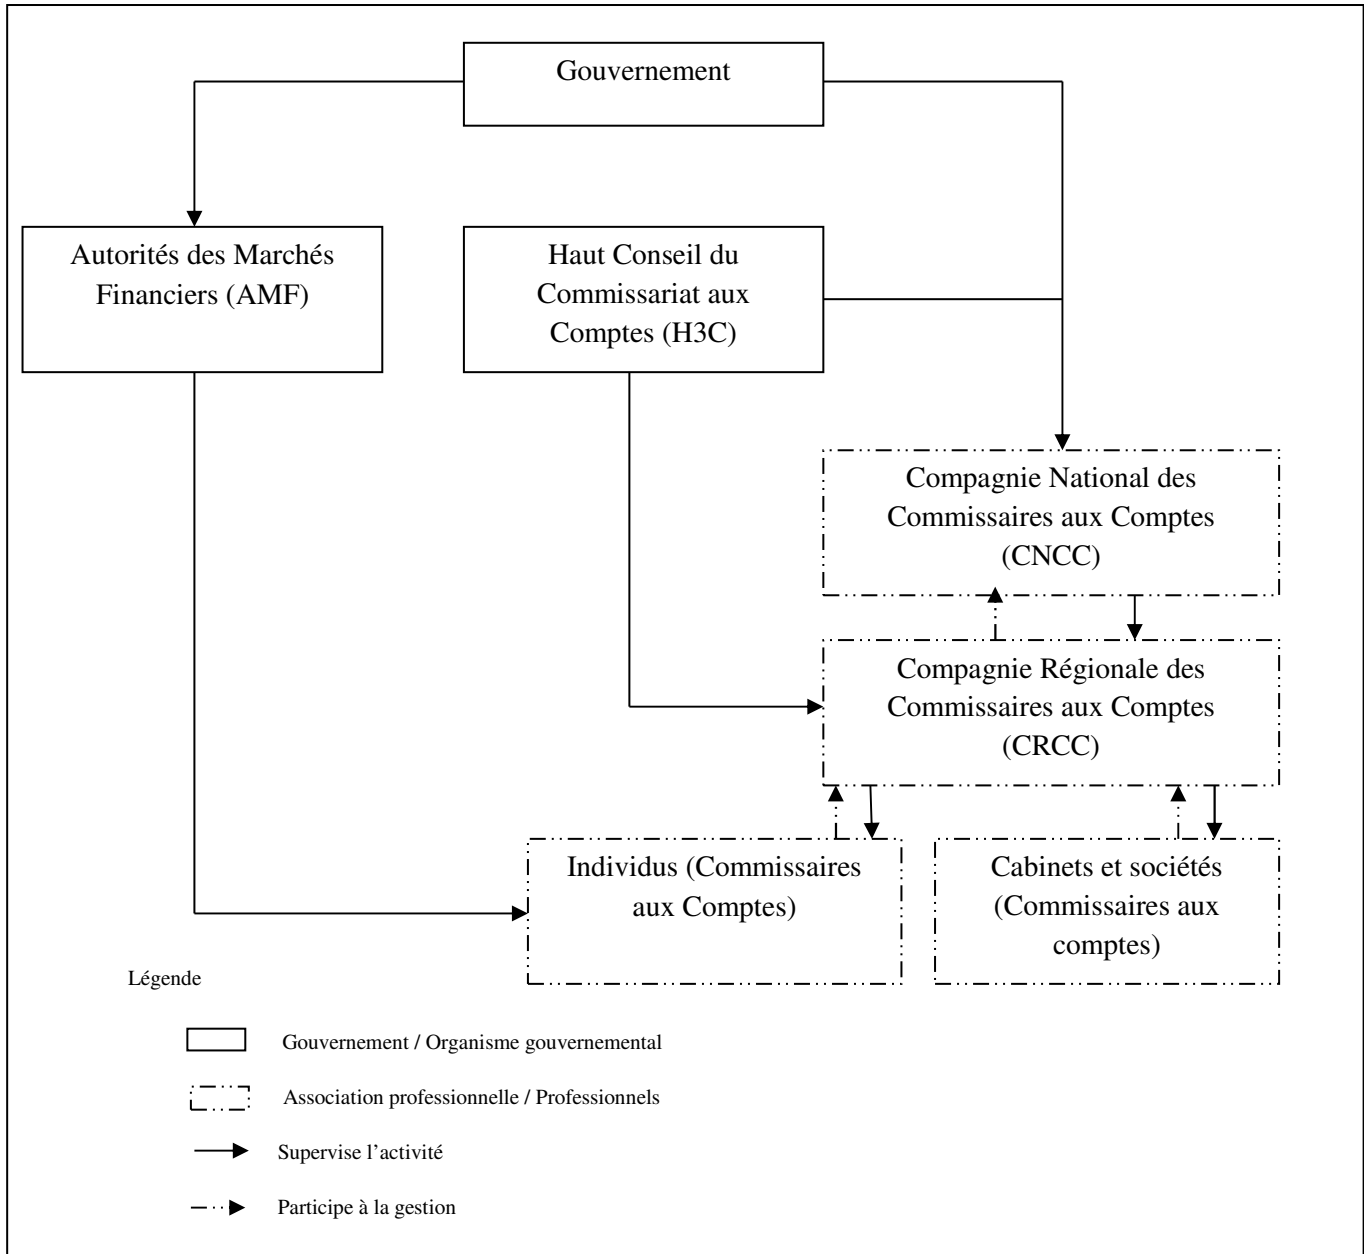 Gouvernement
Autorités des Marchés
Financiers (AMF)
Haut Conseil du
Commissariat aux
Comptes (H3C)
Compagnie National des
Commissaires aux Comptes
(CNCC)
Compagnie Régionale des
Commissaires aux Comptes
(CRCC)
Individus (Commissaires
aux Comptes)
Cabinets et sociétés
(Commissaires aux
comptes)
Légende
Gouvernement / Organisme gouvernemental
Association professionnelle / Professionnels
Supervise l’activité
Participe à la gestion